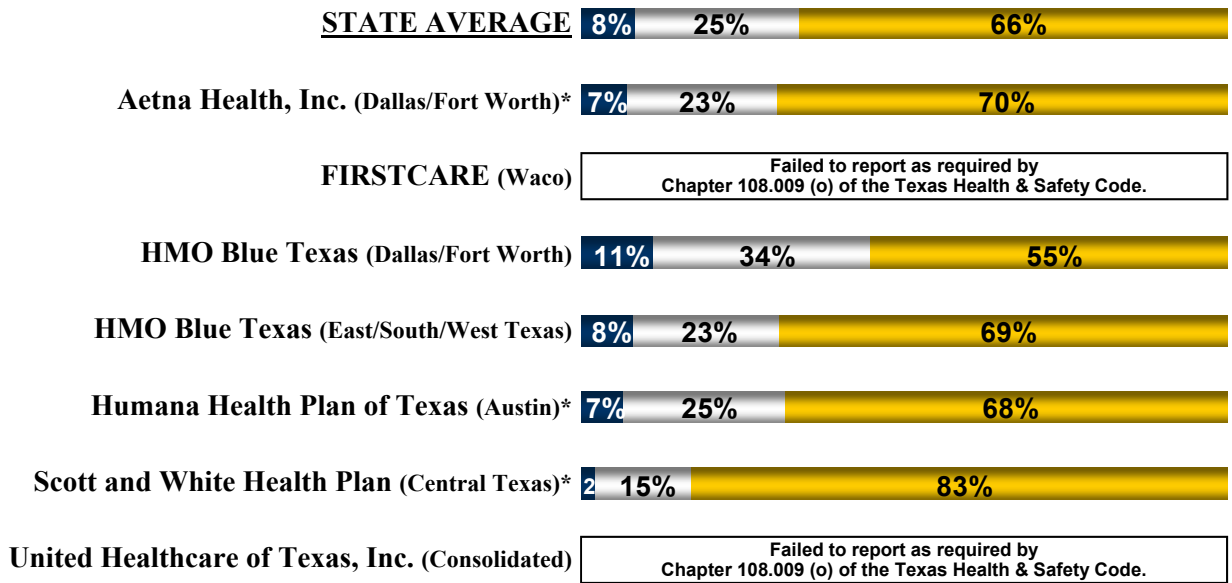 STATE AVERAGE 8% 25% 66%
Aetna Health, Inc. (Dallas/Fort Worth)* 7% 23% 70%
FIRSTCARE (Waco) Failed to report as required by
Chapter 108.009 (o) of the Texas Health & Safety Code.
HMO Blue Texas (Dallas/Fort Worth) 11% 34% 55%
HMO Blue Texas (East/South/West Texas) 8% 23% 69%
Humana Health Plan of Texas (Austin)* 7% 25% 68%
Scott and White Health Plan (Central Texas)* 2 15% 83%
United Healthcare of Texas, Inc. (Consolidated) Failed to report as required by
Chapter 108.009 (o) of the Texas Health & Safety Code.